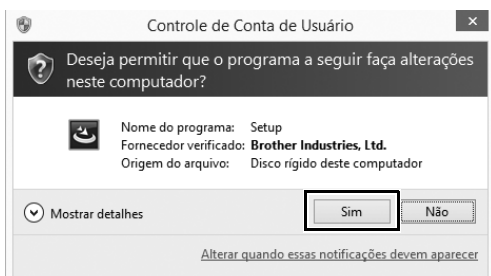 Controle de Conta de Usuário
Deseja permitir que o programa a seguir faça alterações
neste computador?
Nome do programa: Setup
Fornecedor verificado: Brother Industries, Ltd.
Origem do arquivo: Disco rígido deste computador
Mostrar detalhes
Sim
Não
Alterar quando essas notificações devem aparecer